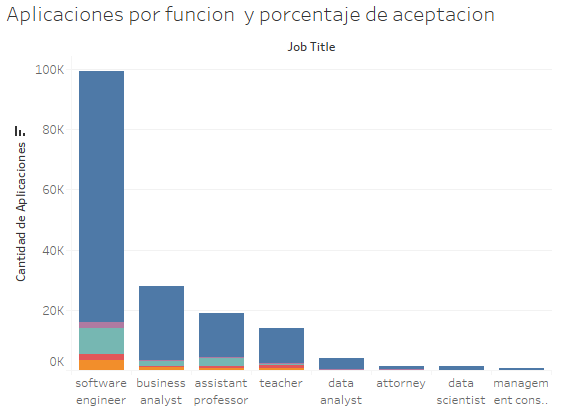 Aplicaciones por funcion y porcentaje de aceptacion
Job Title
Cantidad de Aplicaciones
100K
80K
60K
40K
20K
0K
software
engineer
business
analyst
assistant
professor
teacher
data
analyst
attorney
data
scientist
managem
ent cons..